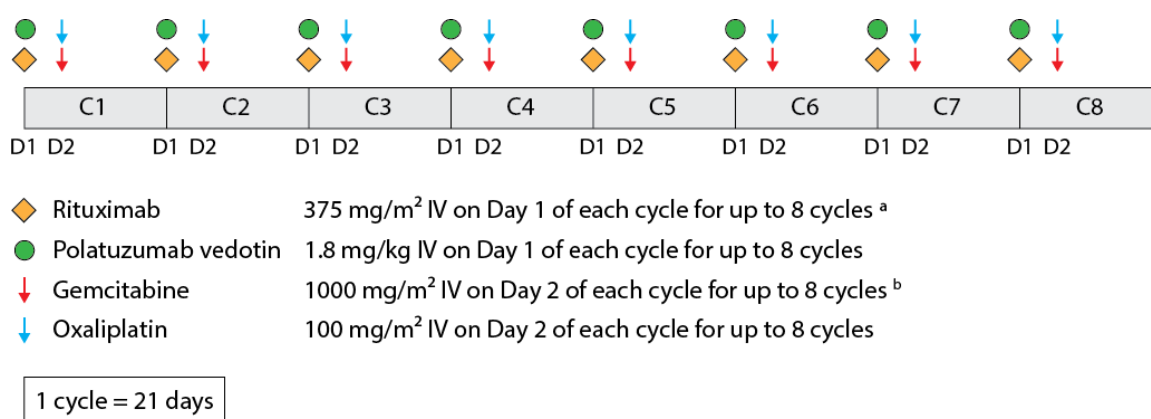 C1 C2 C3 C4 C5 C6 C7 C8
D1 D2 D1 D2 D1 D2 D1 D2 D1 D2 D1 D2 D1 D2 D1 D2
Rituximab 375 mg/m² IV on Day 1 of each cycle for up to 8 cycles ᵃ
Polatuzumab vedotin 1.8 mg/kg IV on Day 1 of each cycle for up to 8 cycles
Gemcitabine 1000 mg/m² IV on Day 2 of each cycle for up to 8 cycles ᵇ
Oxaliplatin 100 mg/m² IV on Day 2 of each cycle for up to 8 cycles
1 cycle = 21 days